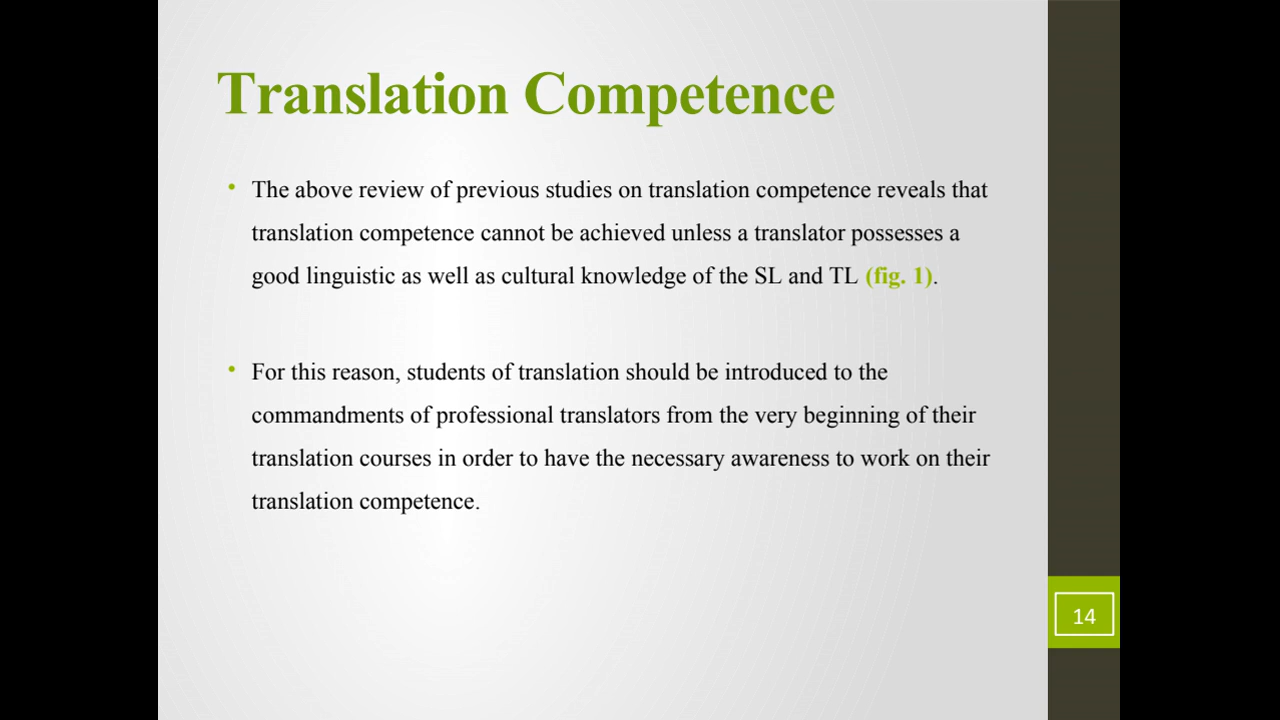 Translation Competence
• The above review of previous studies on translation competence reveals that
translation competence cannot be achieved unless a translator possesses a
good linguistic as well as cultural knowledge of the SL and TL (fig. 1).
• For this reason, students of translation should be introduced to the
commandments of professional translators from the very beginning of their
translation courses in order to have the necessary awareness to work on their
translation competence.
14